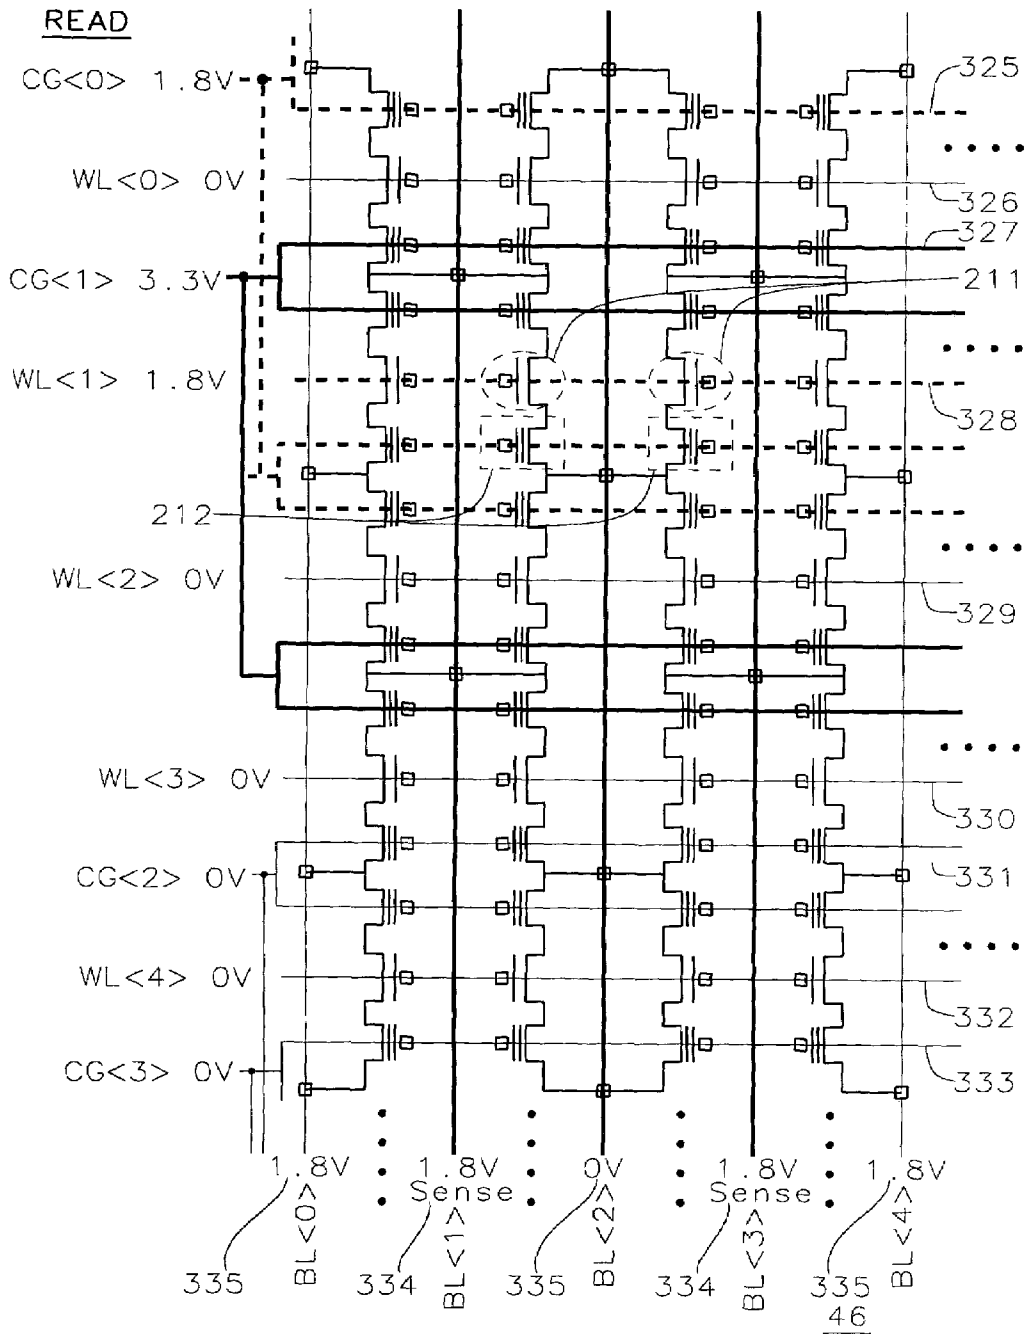 READ
CG<0> 1.8V
325
WL<0> 0V
326
327
CG<1> 3.3V
211
WL<1> 1.8V
328
212
WL<2> 0V
329
WL<3> 0V
330
CG<2> 0V
331
WL<4> 0V
332
CG<3> 0V
333
1.8V 1.8V 0V 1.8V 1.8V
Sense Sense
BL<0> BL<1> BL<2> BL<3> BL<4>
335 334 335 334 335
46